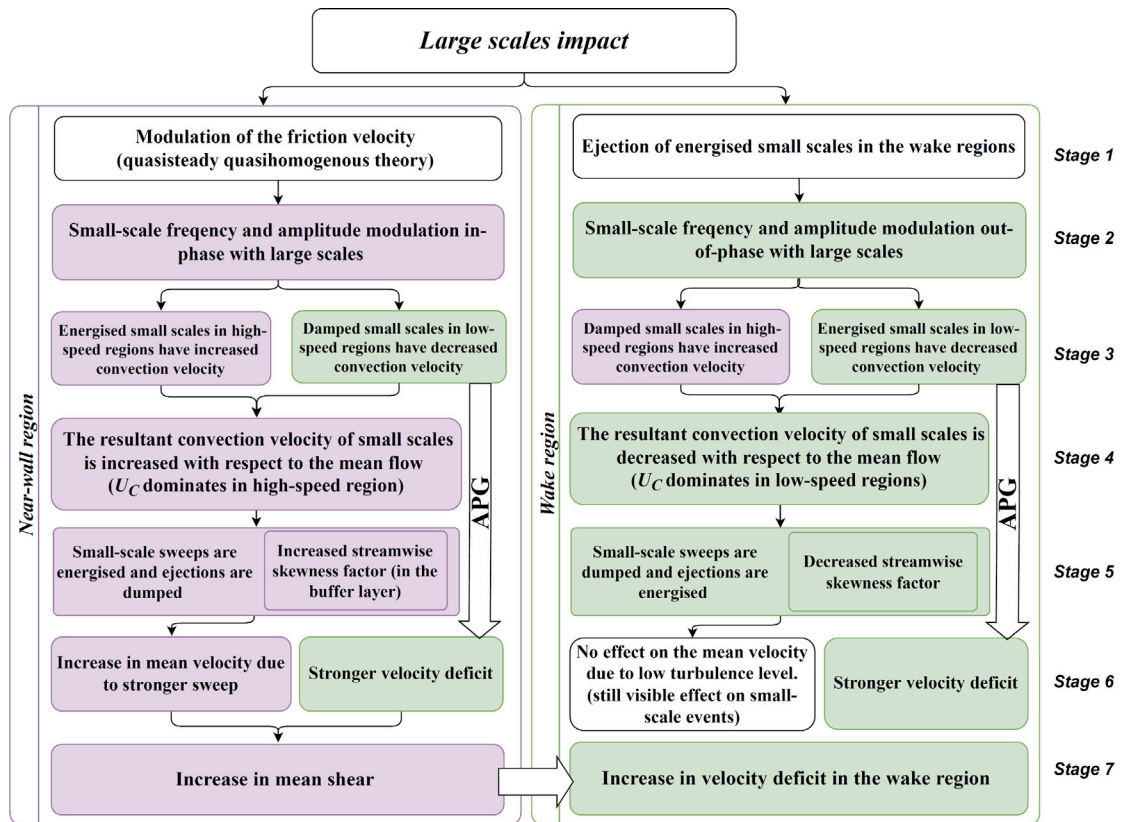 Large scales impact
Near-wall region
Modulation of the friction velocity
(quasisteady quasihomogenous theory)
Small-scale freqency and amplitude modulation in-
phase with large scales
Energised small scales in high-
speed regions have increased
convection velocity
Damped small scales in low-
speed regions have decreased
convection velocity
APG
The resultant convection velocity of small scales
is increased with respect to the mean flow
(UC dominates in high-speed region)
Small-scale sweeps are
energised and ejections are
dumped
Increased streamwise
skewness factor (in the
buffer layer)
Increase in mean velocity due
to stronger sweep
Stronger velocity deficit
Increase in mean shear
Wake region
Ejection of energised small scales in the wake regions
Small-scale freqency and amplitude modulation out-
of-phase with large scales
Damped small scales in high-
speed regions have increased
convection velocity
Energised small scales in low-
speed regions have decreased
convection velocity
APG
The resultant convection velocity of small scales is
decreased with respect to the mean flow
(UC dominates in low-speed regions)
Small-scale sweeps are
dumped and ejections are
energised
Decreased streamwise
skewness factor
No effect on the mean velocity
due to low turbulence level.
(still visible effect on small-
scale events)
Stronger velocity deficit
Increase in velocity deficit in the wake region
Stage 1
Stage 2
Stage 3
Stage 4
Stage 5
Stage 6
Stage 7